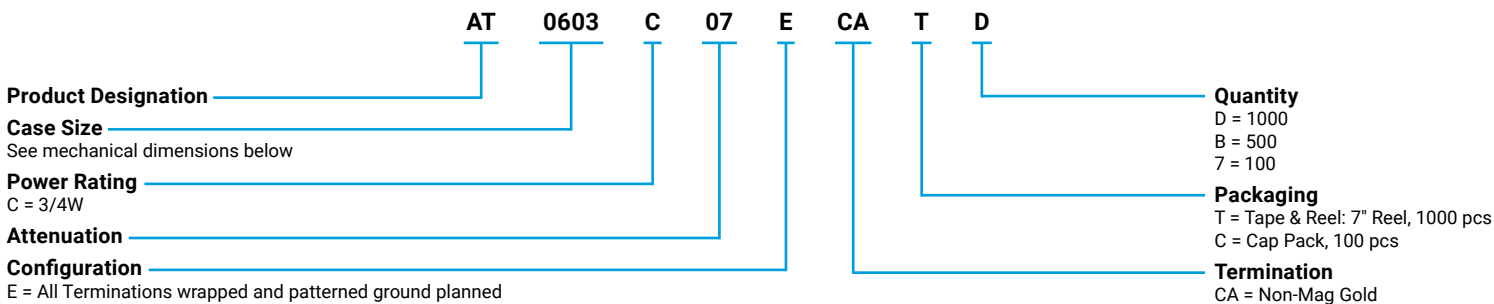 AT 0603 C 07 E CA T D
Product Designation
Case Size
See mechanical dimensions below
Power Rating
C = 3/4W
Attenuation
Configuration
E = All Terminations wrapped and patterned ground planned
Quantity
D = 1000
B = 500
7 = 100
Packaging
T = Tape & Reel: 7" Reel, 1000 pcs
C = Cap Pack, 100 pcs
Termination
CA = Non-Mag Gold